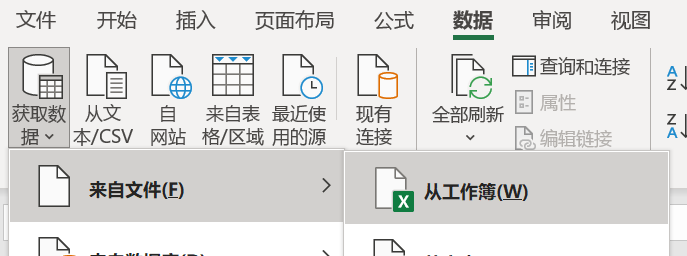 文件 开始 插入 页面布局 公式 数据 审阅 视图
获取数据
从文本/CSV
自网站
来自表格/区域
最近使用的源
现有连接
全部刷新
查询和连接
属性
编辑链接
A
Z
Z
A
来自文件(F)
从工作簿(W)
X